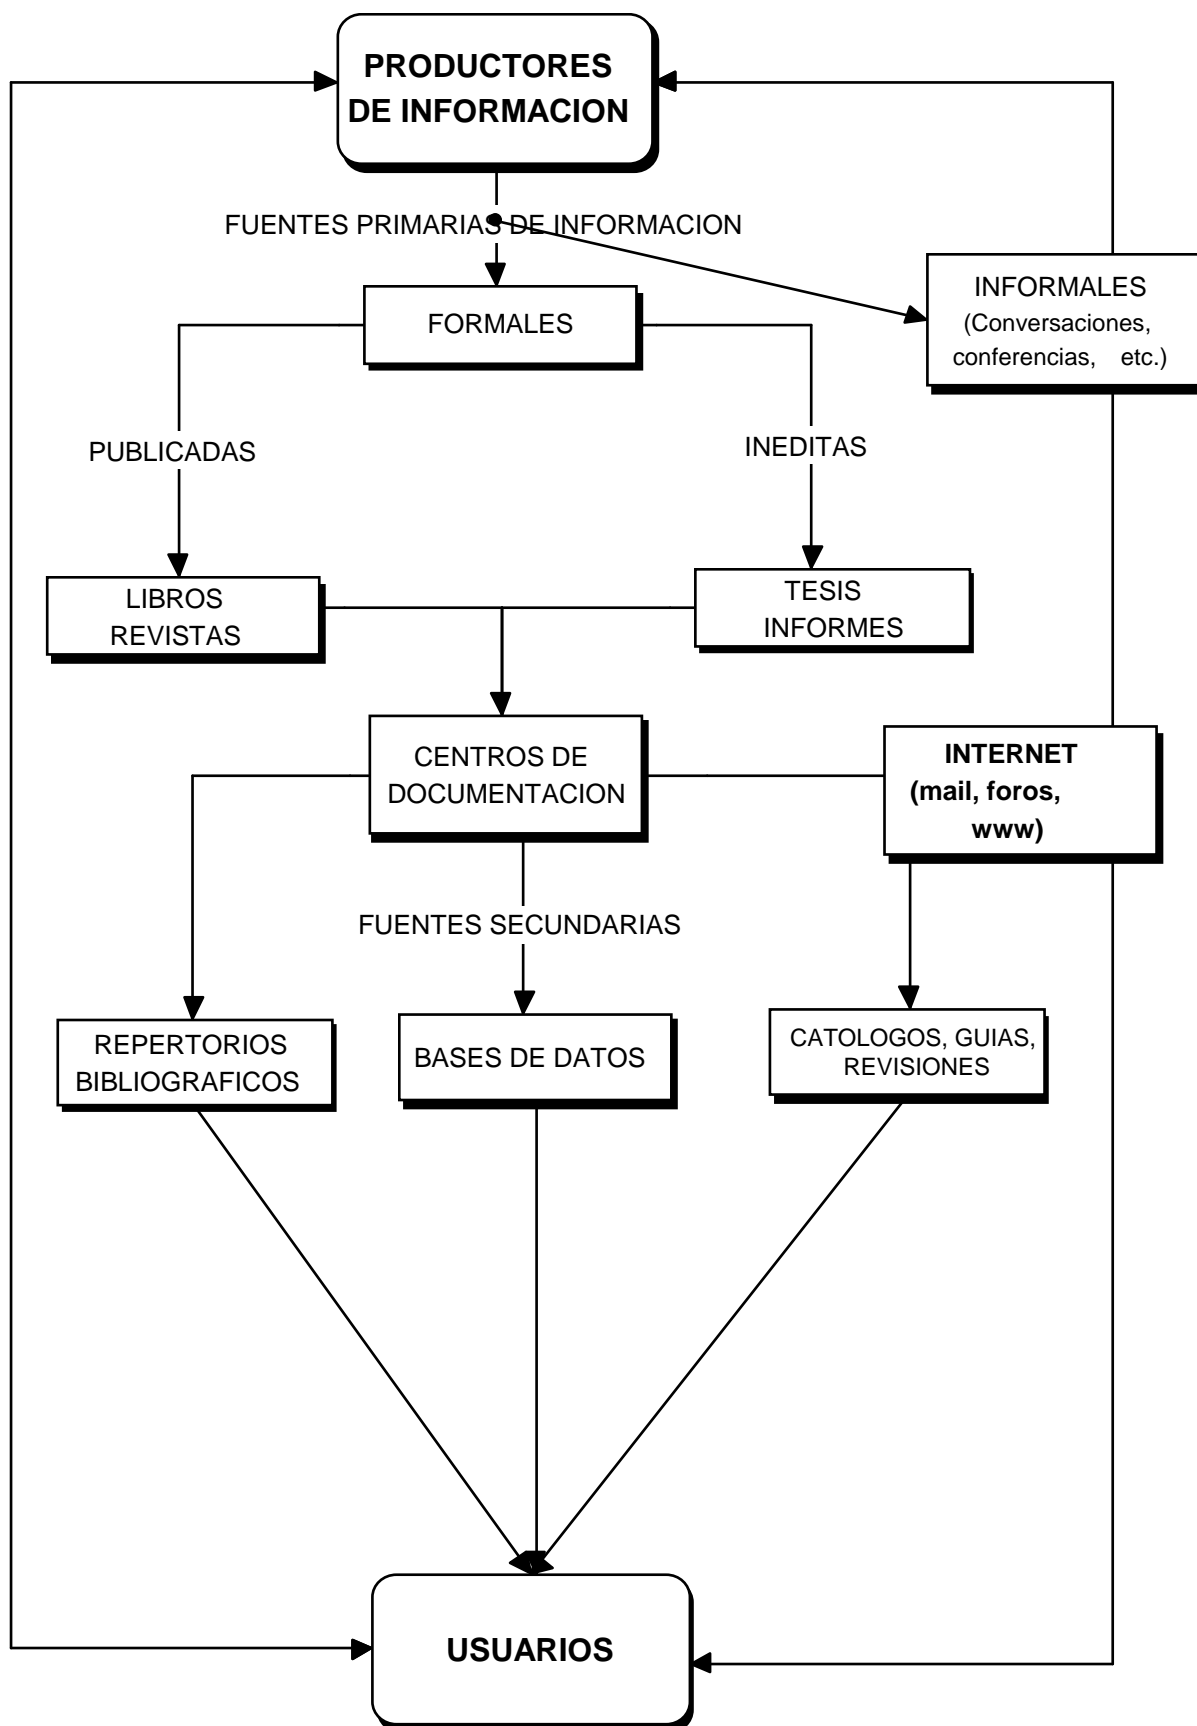 PRODUCTORES
DE INFORMACION
FUENTES PRIMARIAS DE INFORMACION
INFORMALES
(Conversaciones,
conferencias, etc.)
FORMALES
PUBLICADAS
INEDITAS
LIBROS
REVISTAS
TESIS
INFORMES
CENTROS DE
DOCUMENTACION
INTERNET
(mail, foros,
www)
FUENTES SECUNDARIAS
REPERTORIOS
BIBLIOGRAFICOS
BASES DE DATOS
CATOLOGOS, GUIAS,
REVISIONES
USUARIOS